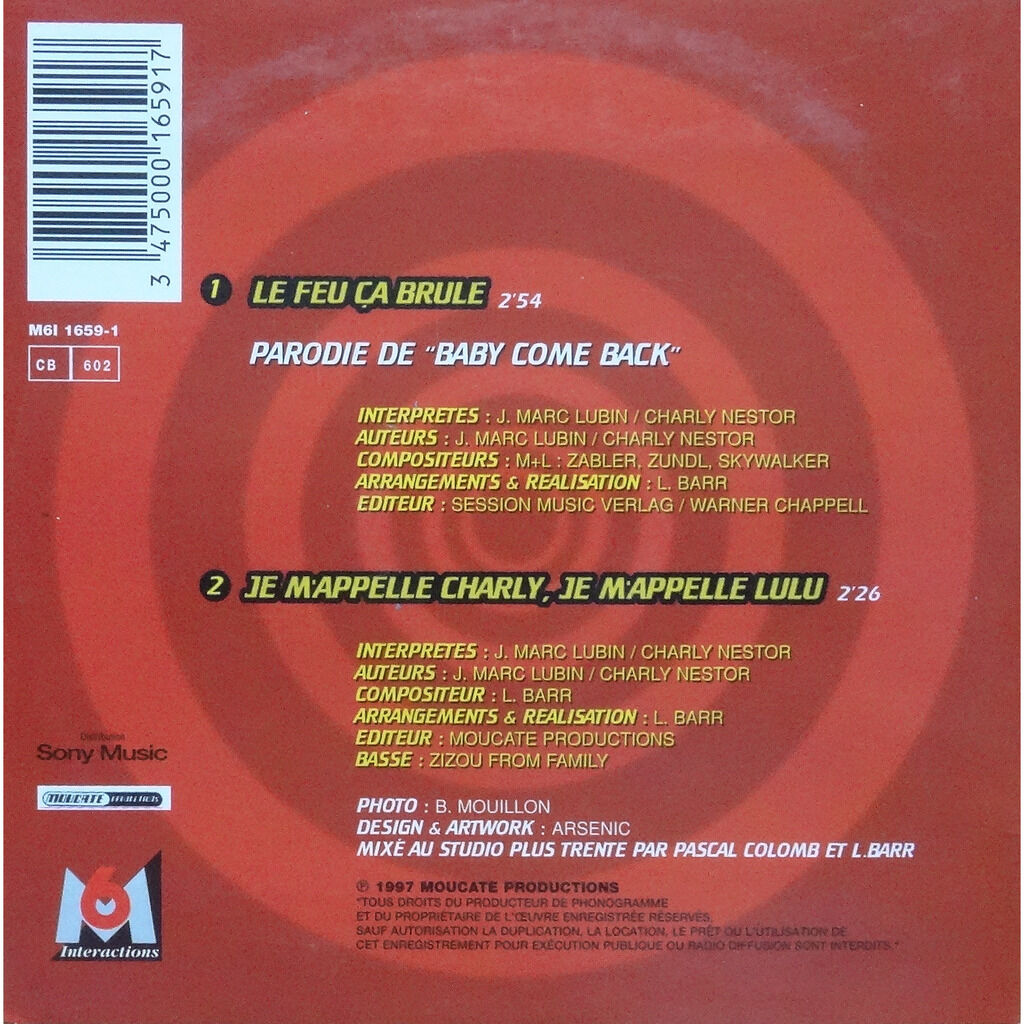 3 475000 165917
M6I 1659-1
CB 602
1 LE FEU ÇA BRULE 2'54
PARODIE DE "BABY COME BACK"
INTERPRETES : J. MARC LUBIN / CHARLY NESTOR
AUTEURS : J. MARC LUBIN / CHARLY NESTOR
COMPOSITEURS : M+L : ZABLER, ZUNDL, SKYWALKER
ARRANGEMENTS & REALISATION : L. BARR
EDITEUR : SESSION MUSIC VERLAG / WARNER CHAPPELL
2 JE M'APPELLE CHARLY, JE M'APPELLE LULU 2'26
INTERPRETES : J. MARC LUBIN / CHARLY NESTOR
AUTEURS : J. MARC LUBIN / CHARLY NESTOR
COMPOSITEUR : L. BARR
ARRANGEMENTS & REALISATION : L. BARR
EDITEUR : MOUCATE PRODUCTIONS
BASSE : ZIZOU FROM FAMILY
Distribution
Sony Music
MOUCATE PRODUCTIONS
PHOTO : B. MOUILLON
DESIGN & ARTWORK : ARSENIC
MIXÉ AU STUDIO PLUS TRENTE PAR PASCAL COLOMB ET L.BARR
M6
Interactions
℗ 1997 MOUCATE PRODUCTIONS
"TOUS DROITS DU PRODUCTEUR DE PHONOGRAMME
ET DU PROPRIÉTAIRE DE L'ŒUVRE ENREGISTRÉE RÉSERVÉS.
SAUF AUTORISATION LA DUPLICATION, LA LOCATION, LE PRÊT OU L'UTILISATION DE
CET ENREGISTREMENT POUR EXÉCUTION PUBLIQUE OU RADIO DIFFUSION SONT INTERDITS."